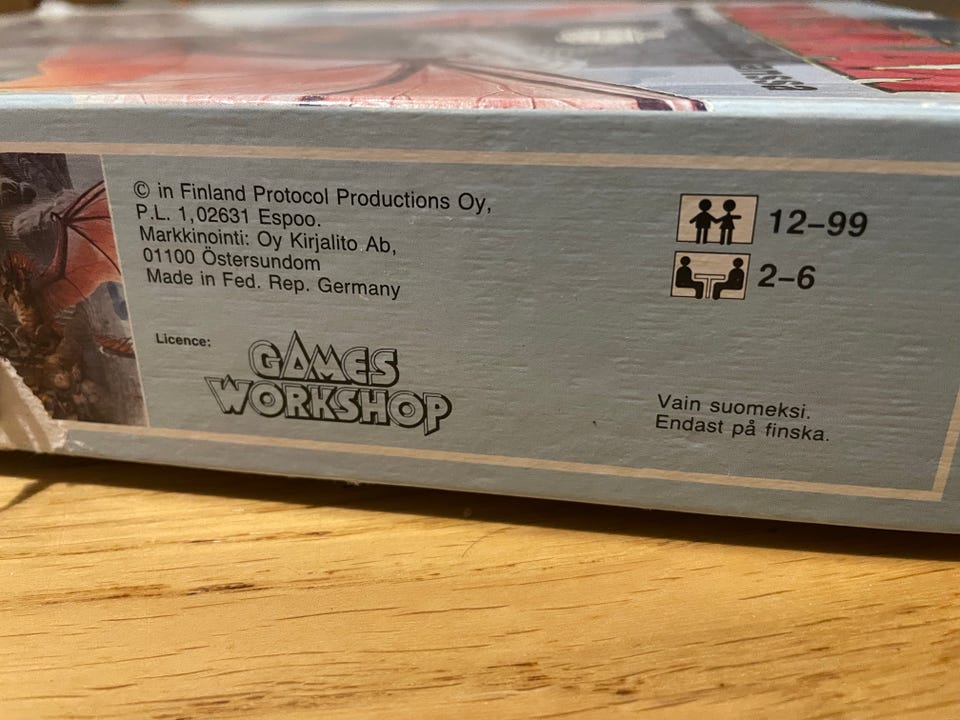 © in Finland Protocol Productions Oy,
P.L. 1,02631 Espoo.
Markkinointi: Oy Kirjalito Ab,
01100 Östersundom
Made in Fed. Rep. Germany
Licence:
GAMES
WORKSHOP
12–99
2–6
Vain suomeksi.
Endast på finska.